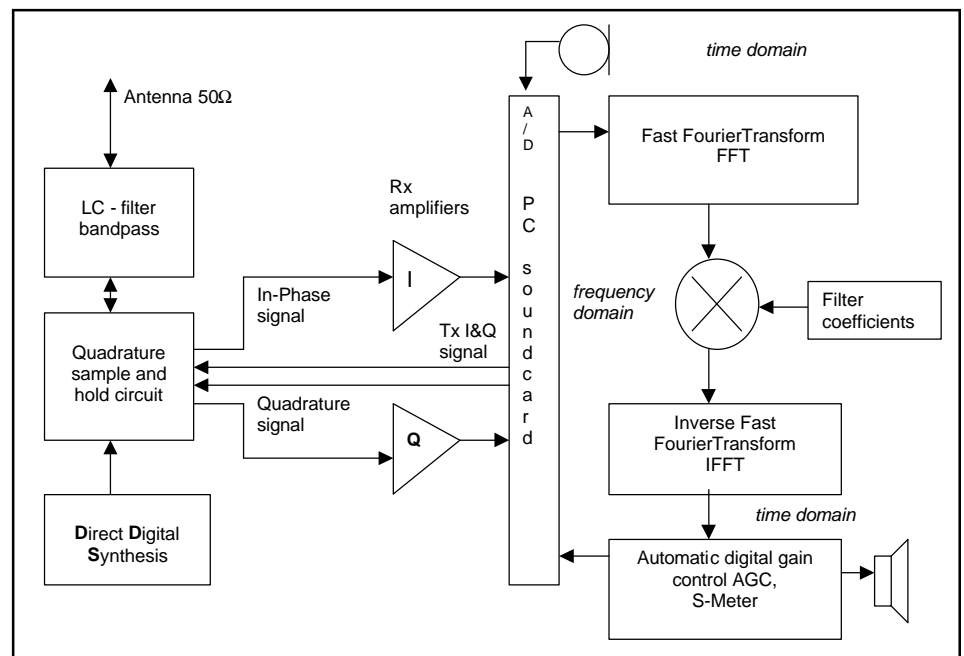 time domain
Antenna 50Ω
A
/
D
Fast FourierTransform
FFT
Rx
amplifiers
LC - filter
bandpass
P
C
s
o
u
n
d
c
a
r
d
I
In-Phase
signal
frequency
domain
Filter
coefficients
Tx I&Q
signal
Quadrature
sample and
hold circuit
Quadrature
signal
Q
Inverse Fast
FourierTransform
IFFT
time domain
Direct Digital
Synthesis
Automatic digital gain
control AGC,
S-Meter